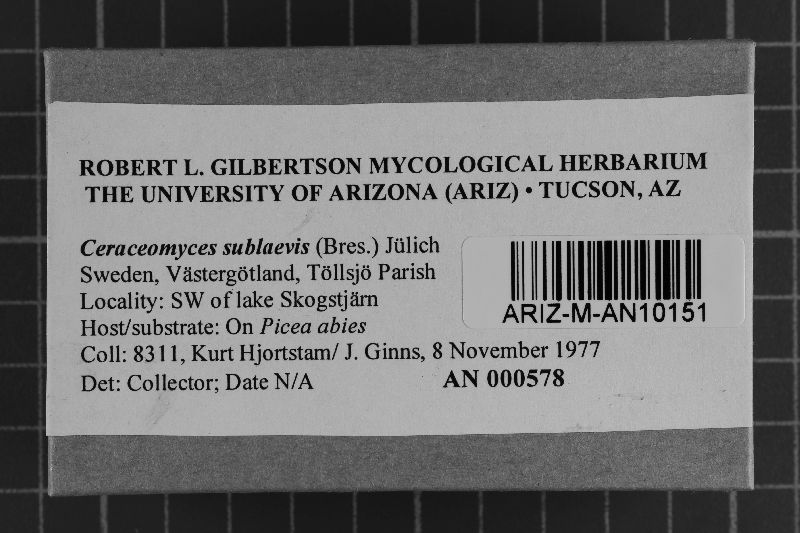 ROBERT L. GILBERTSON MYCOLOGICAL HERBARIUM
THE UNIVERSITY OF ARIZONA (ARIZ) • TUCSON, AZ
Ceraceomyces sublaevis (Bres.) Jülich
Sweden, Västergötland, Töllsjö Parish
Locality: SW of lake Skogstjärn
Host/substrate: On Picea abies
Coll: 8311, Kurt Hjortstam/ J. Ginns, 8 November 1977
Det: Collector; Date N/A AN 000578
ARIZ-M-AN10151